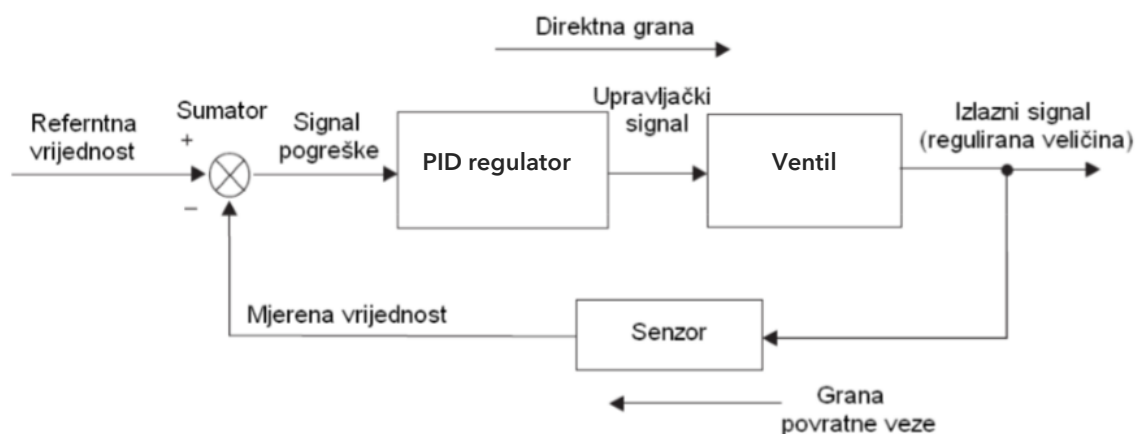 Direktna grana
Referntna
vrijednost
Sumator
+
−
Signal
pogreške
PID regulator
Upravljački
signal
Ventil
Izlazni signal
(regulirana veličina)
Mjerena vrijednost
Senzor
Grana
povratne veze